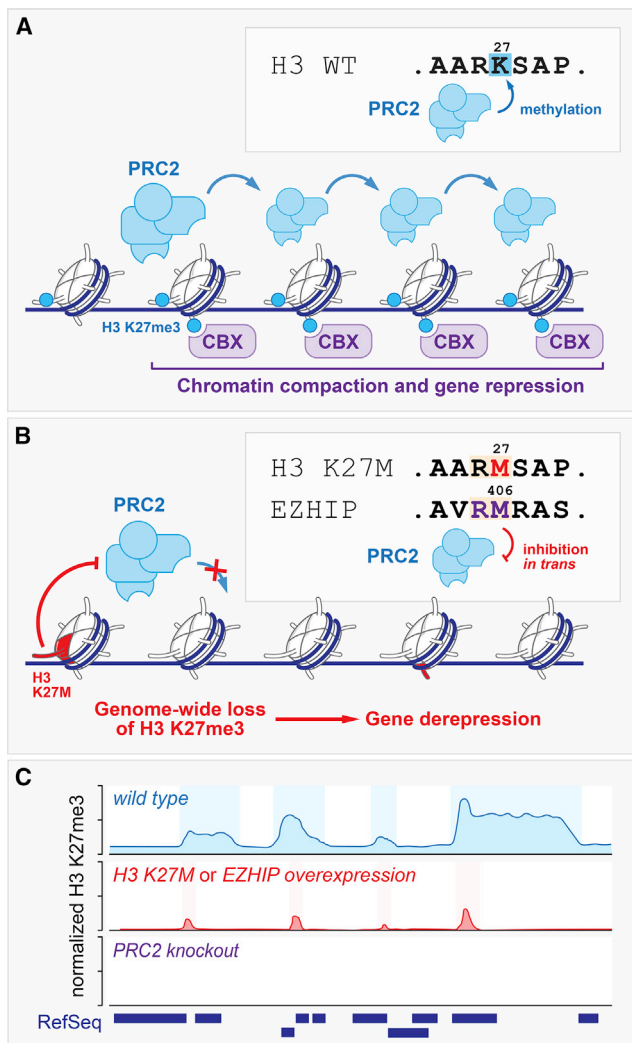 A
27
H3 WT .AARKSAP.
PRC2
methylation
PRC2
H3 K27me3
CBX CBX CBX CBX
Chromatin compaction and gene repression
B
27
H3 K27M .AARMSAP.
406
EZHIP .AVRMRAS.
PRC2
inhibition
in trans
PRC2
H3
K27M
Genome-wide loss
of H3 K27me3
Gene derepression
C
normalized H3 K27me3
wild type
H3 K27M or EZHIP overexpression
PRC2 knockout
RefSeq